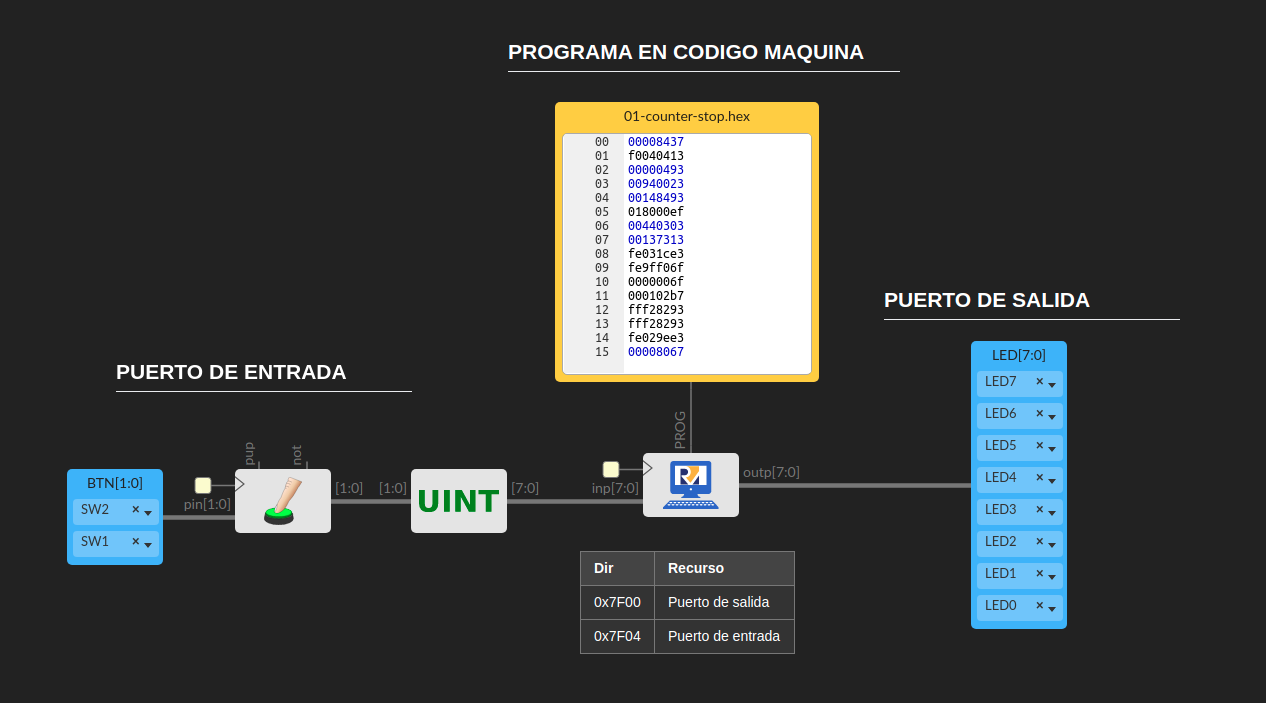 PROGRAMA EN CODIGO MAQUINA
01-counter-stop.hex
00 00008437
01 f0040413
02 00000493
03 00940023
04 00148493
05 018000ef
06 00440303
07 00137313
08 fe031ce3
09 fe9ff06f
10 0000006f
11 000102b7
12 fff28293
13 fff28293
14 fe029ee3
15 00008067
PUERTO DE ENTRADA
BTN[1:0]
SW2 ×
SW1 ×
pin[1:0]
pup
not
[1:0]
[1:0]
UINT
[7:0]
inp[7:0]
PROG
R
outp[7:0]
PUERTO DE SALIDA
LED[7:0]
LED7 ×
LED6 ×
LED5 ×
LED4 ×
LED3 ×
LED2 ×
LED1 ×
LED0 ×
Dir Recurso
0x7F00 Puerto de salida
0x7F04 Puerto de entrada